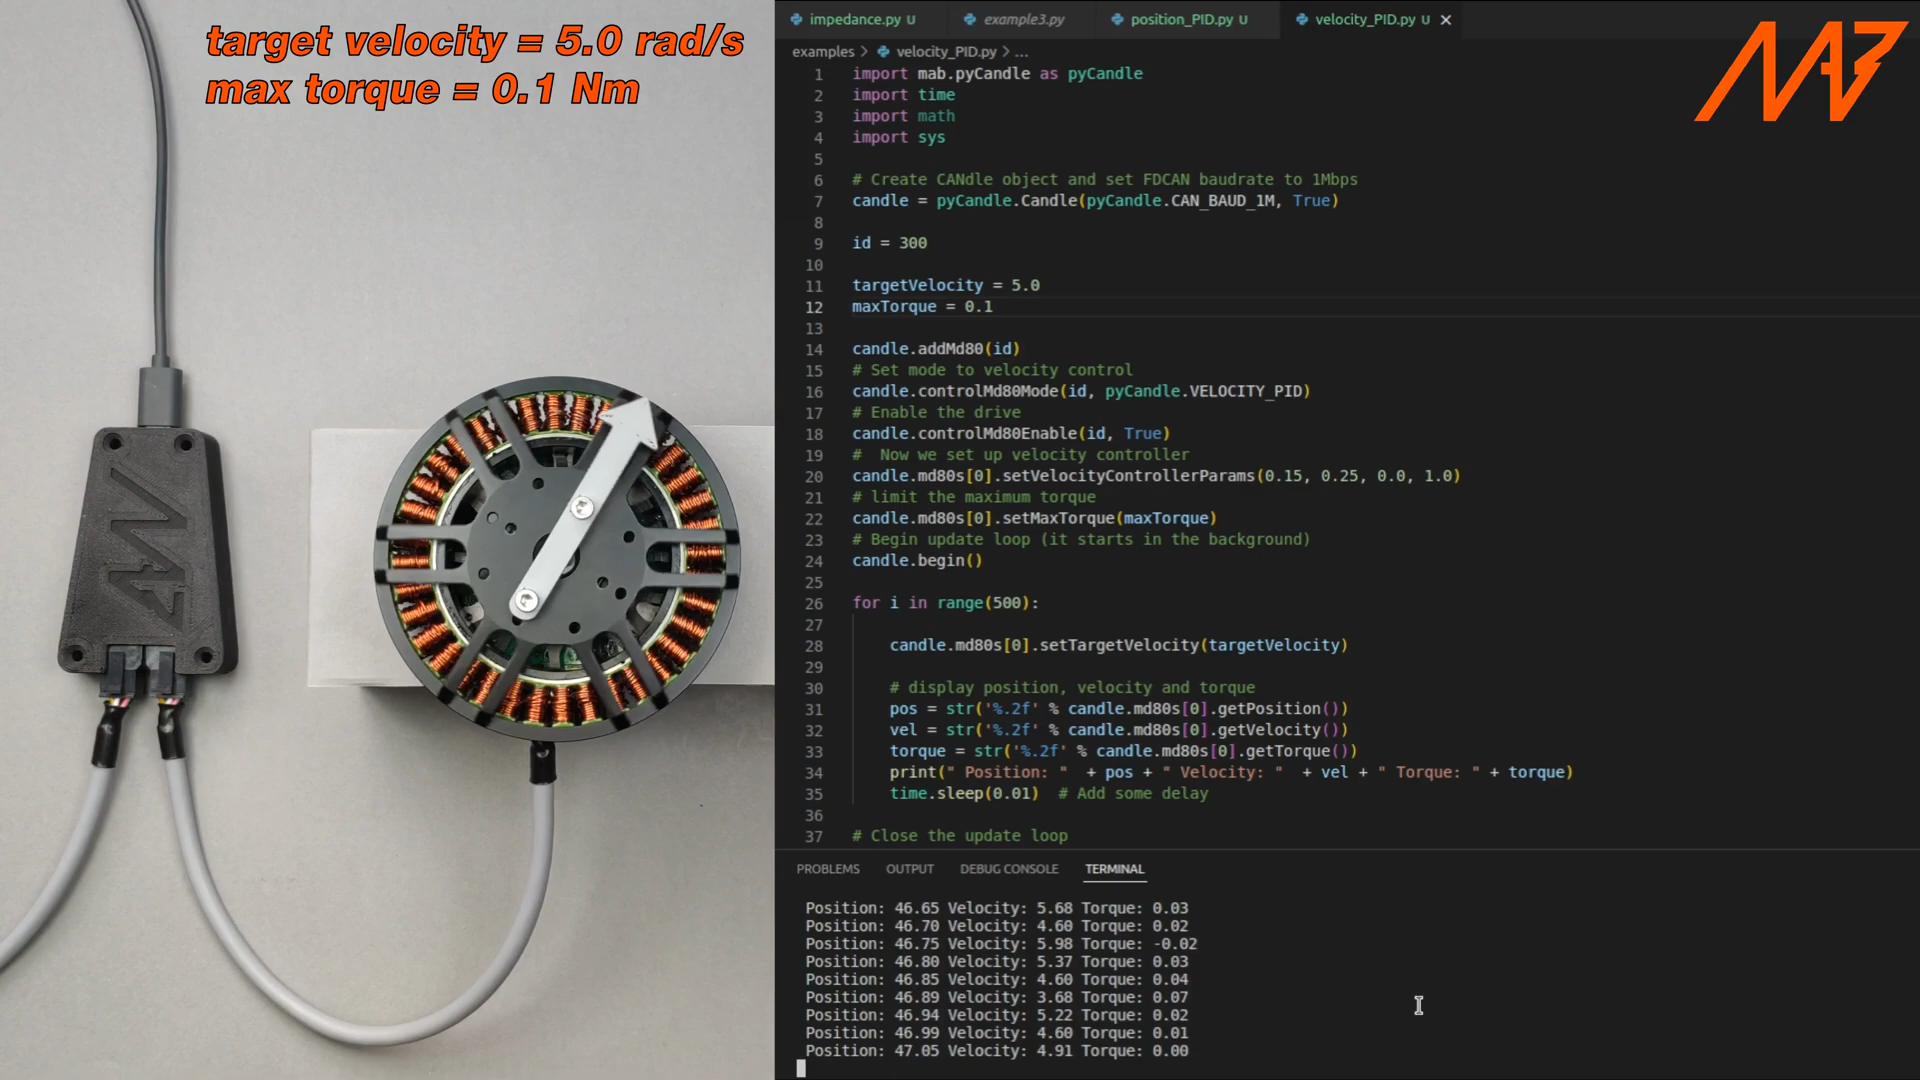 target velocity = 5.0 rad/s
max torque = 0.1 Nm
impedance.py U
example3.py
position_PID.py U
velocity_PID.py U ×
examples > velocity_PID.py > ...
1 import mab.pyCandle as pyCandle
2 import time
3 import math
4 import sys
5
6 # Create CANdle object and set FDCAN baudrate to 1Mbps
7 candle = pyCandle.Candle(pyCandle.CAN_BAUD_1M, True)
8
9 id = 300
10
11 targetVelocity = 5.0
12 maxTorque = 0.1
13
14 candle.addMd80(id)
15 # Set mode to velocity control
16 candle.controlMd80Mode(id, pyCandle.VELOCITY_PID)
17 # Enable the drive
18 candle.controlMd80Enable(id, True)
19 #  Now we set up velocity controller
20 candle.md80s[0].setVelocityControllerParams(0.15, 0.25, 0.0, 1.0)
21 # limit the maximum torque
22 candle.md80s[0].setMaxTorque(maxTorque)
23 # Begin update loop (it starts in the background)
24 candle.begin()
25
26 for i in range(500):
27
28     candle.md80s[0].setTargetVelocity(targetVelocity)
29
30     # display position, velocity and torque
31     pos = str('%.2f' % candle.md80s[0].getPosition())
32     vel = str('%.2f' % candle.md80s[0].getVelocity())
33     torque = str('%.2f' % candle.md80s[0].getTorque())
34     print(" Position: "  + pos + " Velocity: "  + vel + " Torque: " + torque)
35     time.sleep(0.01)  # Add some delay
36
37 # Close the update loop
PROBLEMS OUTPUT DEBUG CONSOLE TERMINAL
Position: 46.65 Velocity: 5.68 Torque: 0.03
Position: 46.70 Velocity: 4.60 Torque: 0.02
Position: 46.75 Velocity: 5.98 Torque: -0.02
Position: 46.80 Velocity: 5.37 Torque: 0.03
Position: 46.85 Velocity: 4.60 Torque: 0.04
Position: 46.89 Velocity: 3.68 Torque: 0.07
Position: 46.94 Velocity: 5.22 Torque: 0.02
Position: 46.99 Velocity: 4.60 Torque: 0.01
Position: 47.05 Velocity: 4.91 Torque: 0.00